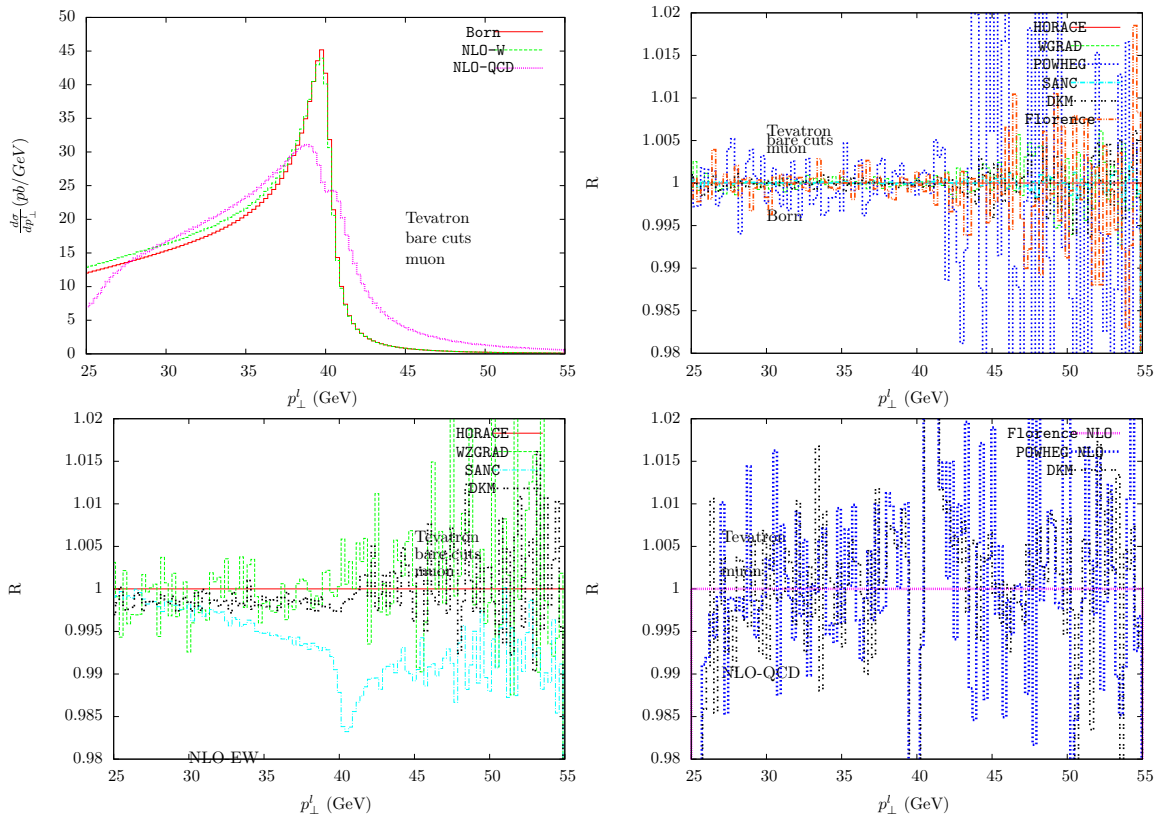 50
45
40
35
30
25
20
15
10
5
0
dσ/dp⊥^l (pb/GeV)
Born
NLO-W
NLO-QCD
Tevatron
bare cuts
muon
25 30 35 40 45 50 55
p⊥^l (GeV)
1.02
1.015
1.01
1.005
1
0.995
0.99
0.985
0.98
R
HORACE
WGRAD
POWHEG
SANC
DKM
Florence
Tevatron
bare cuts
muon
Born
25 30 35 40 45 50 55
p⊥^l (GeV)
1.02
1.015
1.01
1.005
1
0.995
0.99
0.985
0.98
R
HORACE
WZGRAD
SANC
DKM
Tevatron
bare cuts
muon
NLO EW
25 30 35 40 45 50 55
p⊥^l (GeV)
1.02
1.015
1.01
1.005
1
0.995
0.99
0.985
0.98
R
Florence NLO
POWHEG NLO
DKM
Tevatron
muon
NLO-QCD
25 30 35 40 45 50 55
p⊥^l (GeV)